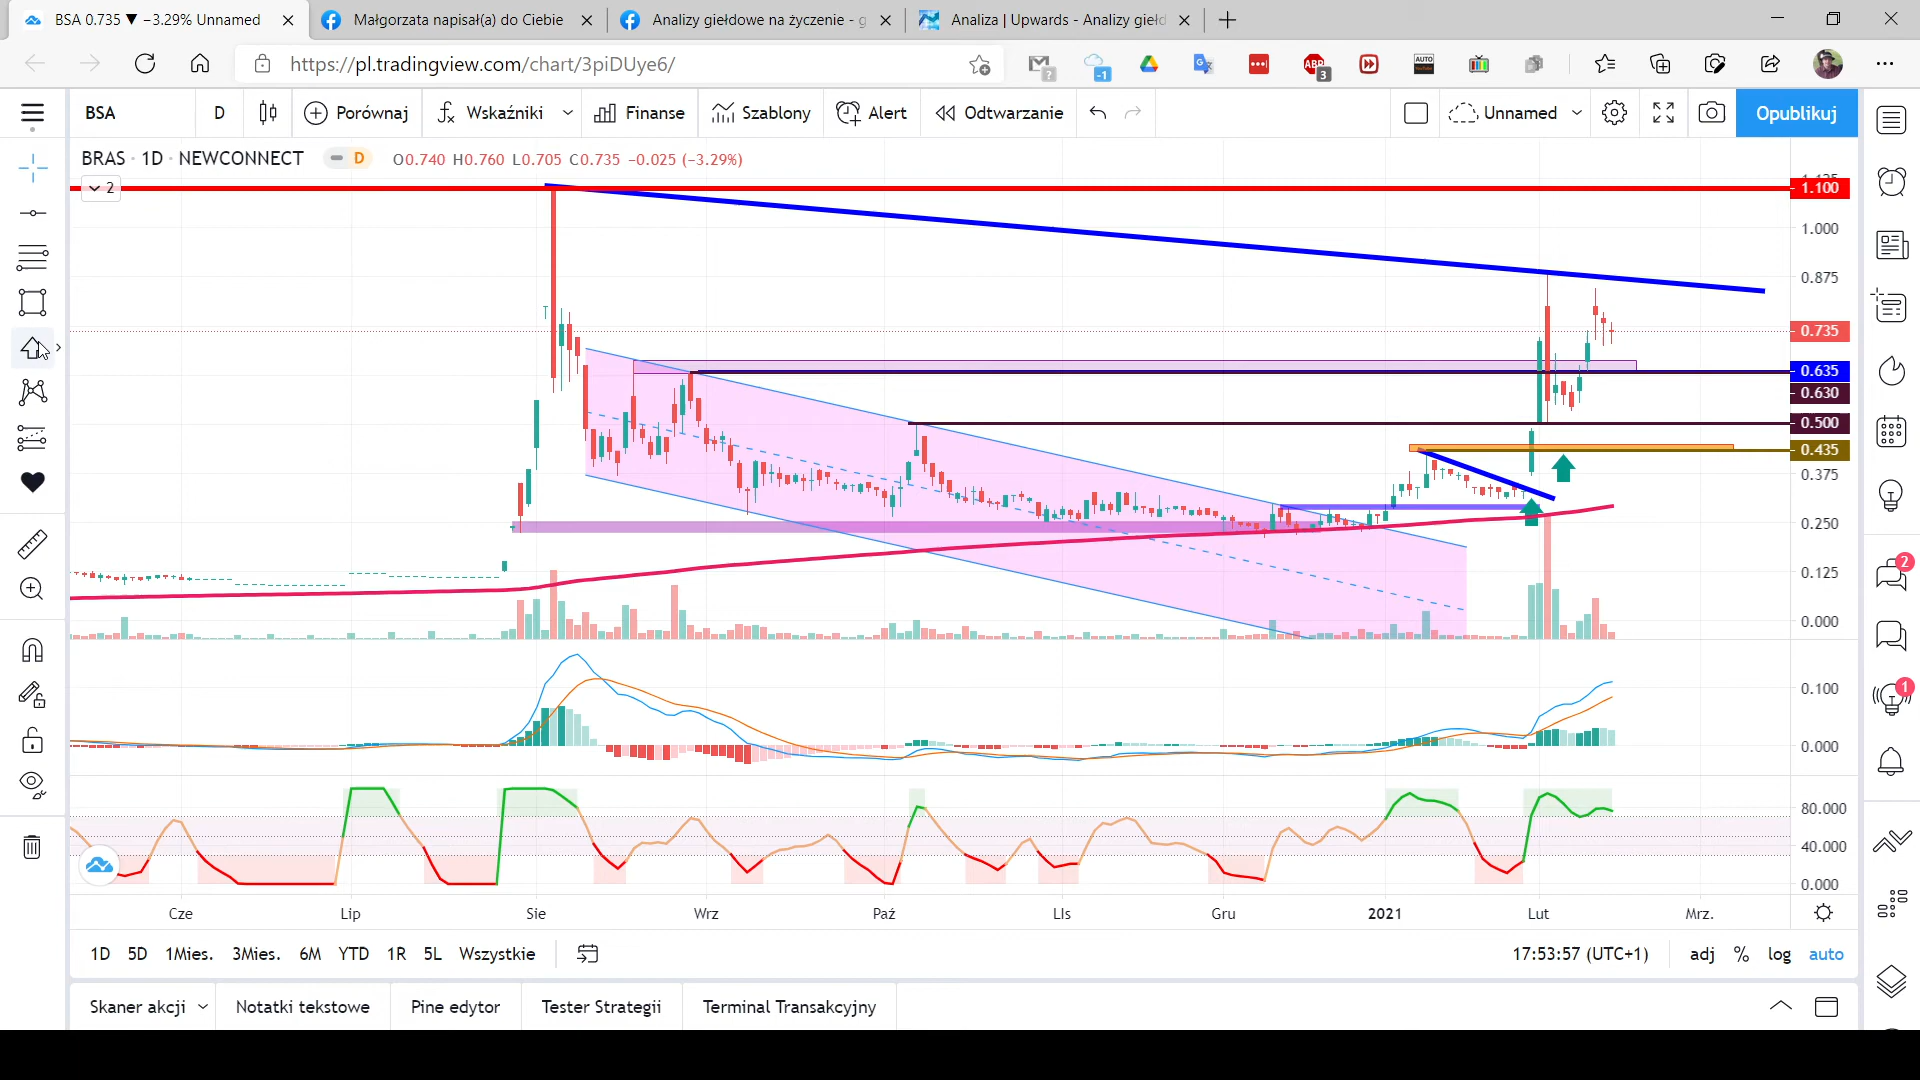 BSA 0.735 ▼ −3.29% Unnamed
Małgorzata napisał(a) do Ciebie
Analizy giełdowe na życzenie - g
Analiza | Upwards - Analizy giełd
https://pl.tradingview.com/chart/3piDUye6/
?
-1
ABP
3
AUTO
BSA
D
Porównaj
Wskaźniki
Finanse
Szablony
Alert
Odtwarzanie
Unnamed
Opublikuj
BRAS · 1D · NEWCONNECT
D
O0.740 H0.760 L0.705 C0.735 −0.025 (−3.29%)
2
1.100
1.000
0.875
0.735
0.635
0.630
0.500
0.435
0.375
0.250
0.125
0.000
0.100
0.000
80.000
40.000
0.000
2
1
Cze
Lip
Sie
Wrz
Paź
LIs
Gru
2021
Lut
Mrz.
1D
5D
1Mies.
3Mies.
6M
YTD
1R
5L
Wszystkie
17:53:57 (UTC+1)
adj
%
log
auto
Skaner akcji
Notatki tekstowe
Pine edytor
Tester Strategii
Terminal Transakcyjny